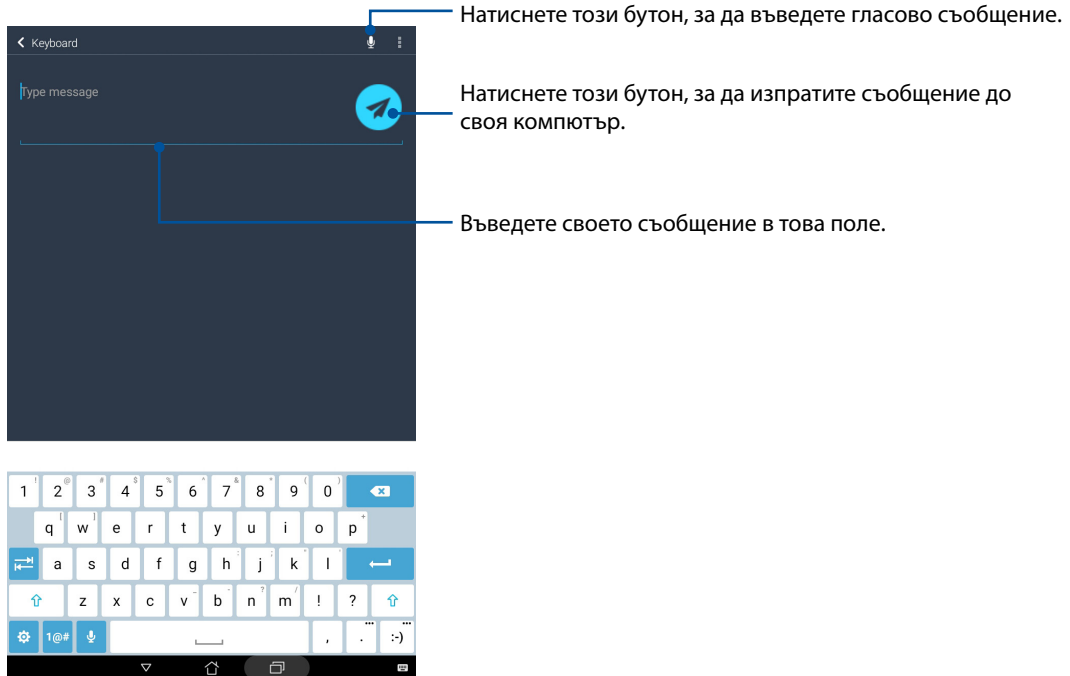 Натиснете този бутон, за да въведете гласово съобщение.
Keyboard
Type message
Натиснете този бутон, за да изпратите съобщение до
своя компютър.
Въведете своето съобщение в това поле.
! @ # $ % ^ & * ( )
1 2 3 4 5 6 7 8 9 0
[ ] +
q w e r t y u i o p
: ; " '
a s d f g h j k l
_ - ? /
z x c v b n m ! ?
1@# , . :-)